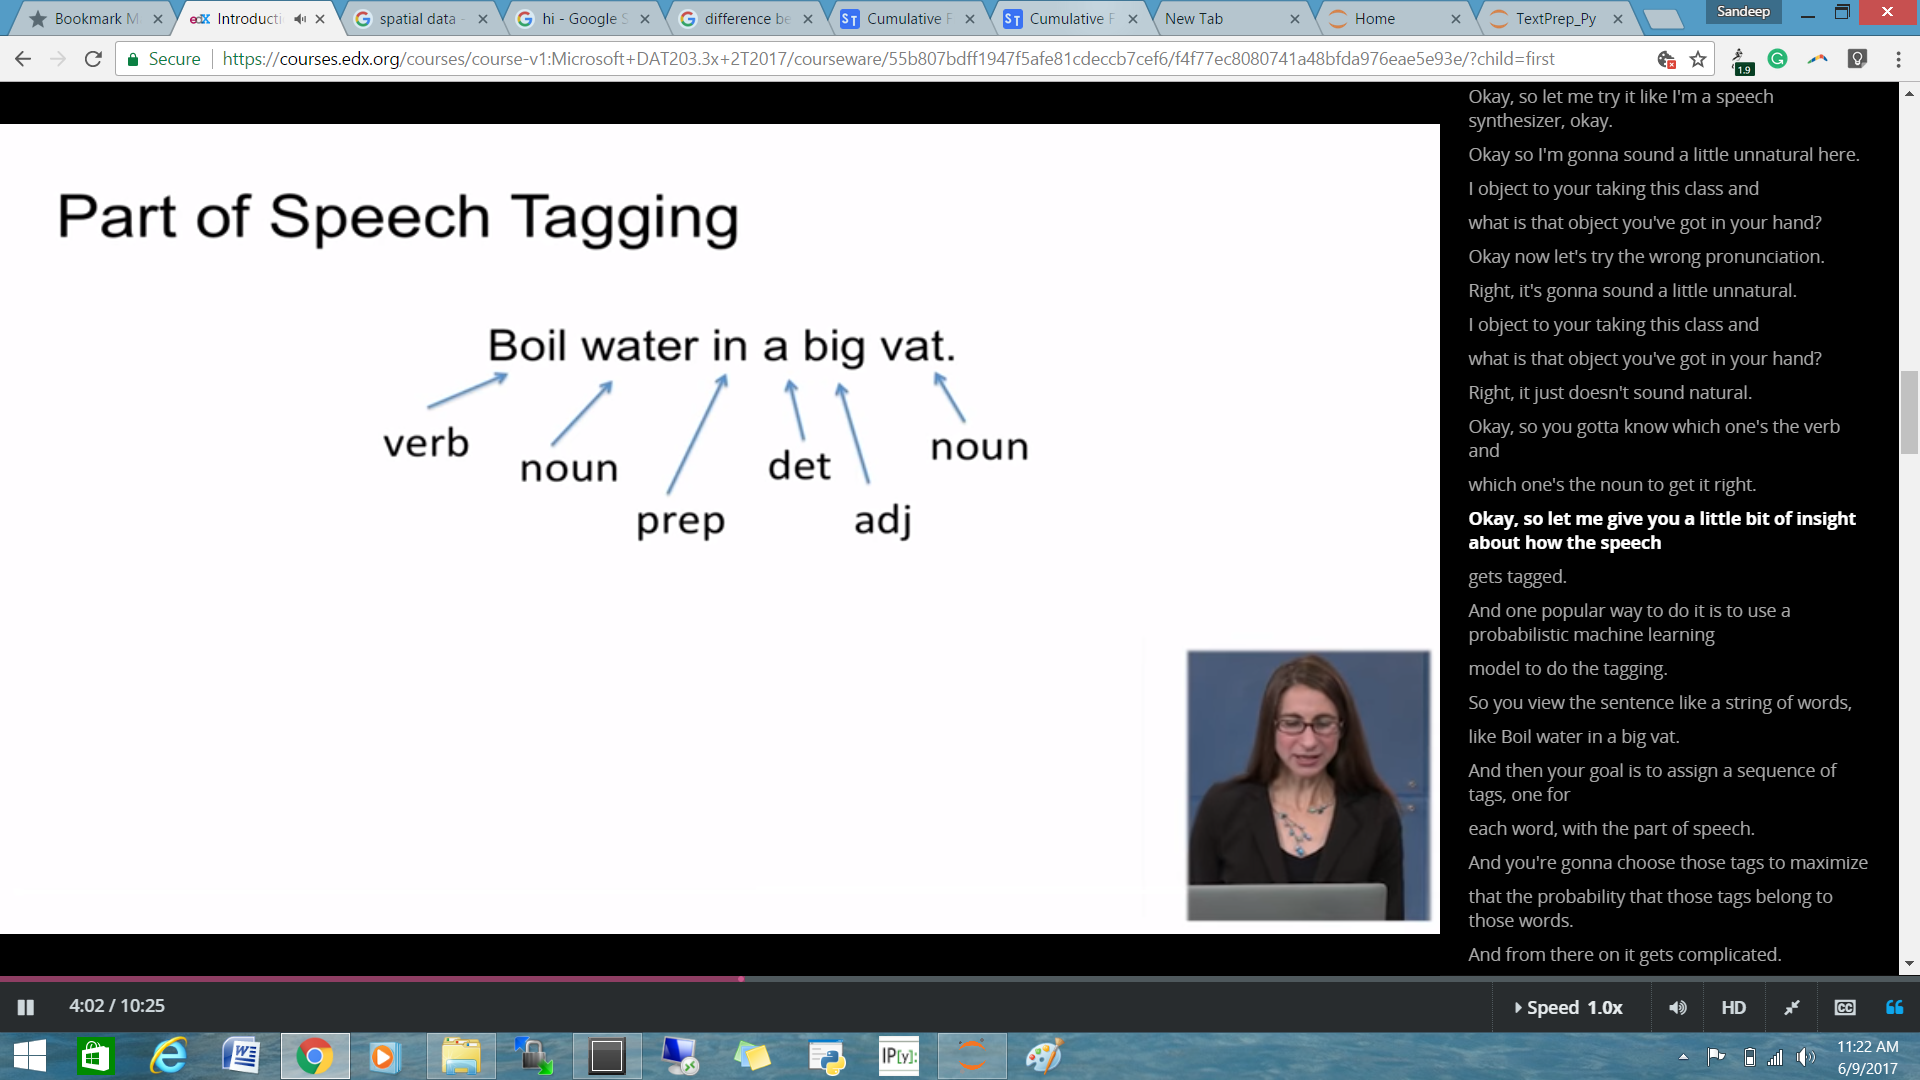 Bookmark M
edX Introducti
spatial data -
hi - Google S
difference be
ST Cumulative F
ST Cumulative F
New Tab
Home
TextPrep_Py
Sandeep
Secure
https://courses.edx.org/courses/course-v1:Microsoft+DAT203.3x+2T2017/courseware/55b807bdff1947f5afe81cdeccb7cef6/f4f77ec8080741a48bfda976eae5e93e/?child=first
1.9
Part of Speech Tagging
Boil water in a big vat.
verb
noun
prep
det
adj
noun
Okay, so let me try it like I'm a speech
synthesizer, okay.
Okay so I'm gonna sound a little unnatural here.
I object to your taking this class and
what is that object you've got in your hand?
Okay now let's try the wrong pronunciation.
Right, it's gonna sound a little unnatural.
I object to your taking this class and
what is that object you've got in your hand?
Right, it just doesn't sound natural.
Okay, so you gotta know which one's the verb
and
which one's the noun to get it right.
Okay, so let me give you a little bit of insight
about how the speech
gets tagged.
And one popular way to do it is to use a
probabilistic machine learning
model to do the tagging.
So you view the sentence like a string of words,
like Boil water in a big vat.
And then your goal is to assign a sequence of
tags, one for
each word, with the part of speech.
And you're gonna choose those tags to maximize
that the probability that those tags belong to
those words.
And from there on it gets complicated.
4:02 / 10:25
Speed 1.0x
HD
CC
IP[y]:
11:22 AM
6/9/2017